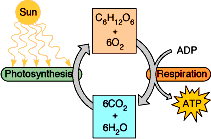 Sun
C₆H₁₂O₆
+
6O₂
ADP
Photosynthesis
Respiration
6CO₂
+
6H₂O
ATP